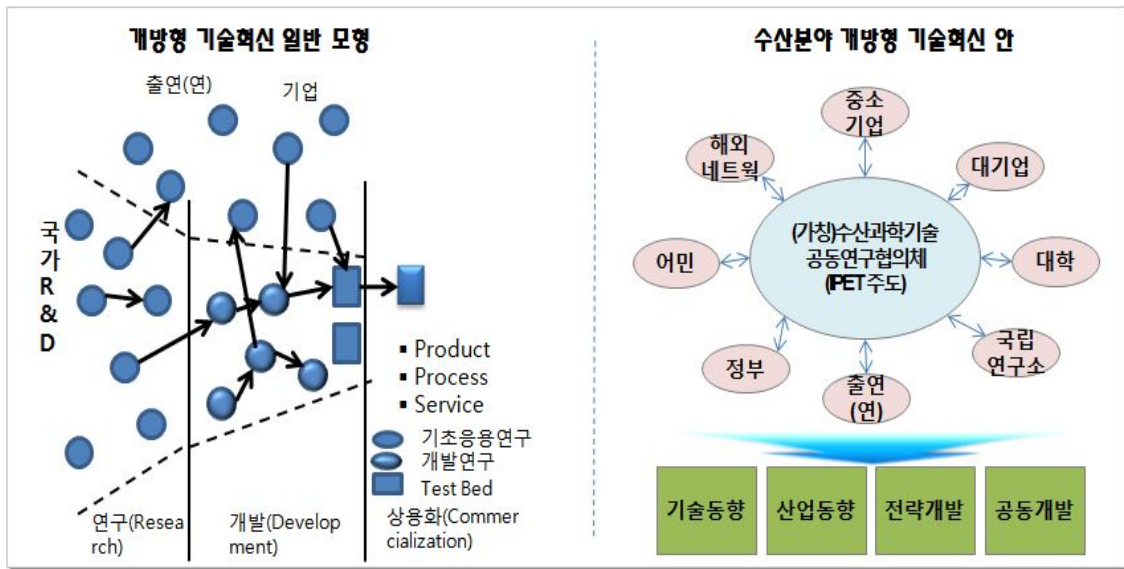 개방형 기술혁신 일반 모형
출연(연)
기업
국
가
R
&
D
▪ Product
▪ Process
▪ Service
기초응용연구
개발연구
Test Bed
연구(Resea
rch)
개발(Develop
ment)
상용화(Commer
cialization)
수산분야 개방형 기술혁신 안
중소
기업
해외
네트웍
대기업
(가칭)수산과학기술
공동연구협의체
(IPET 주도)
어민
대학
정부
국립
연구소
출연
(연)
기술동향
산업동향
전략개발
공동개발